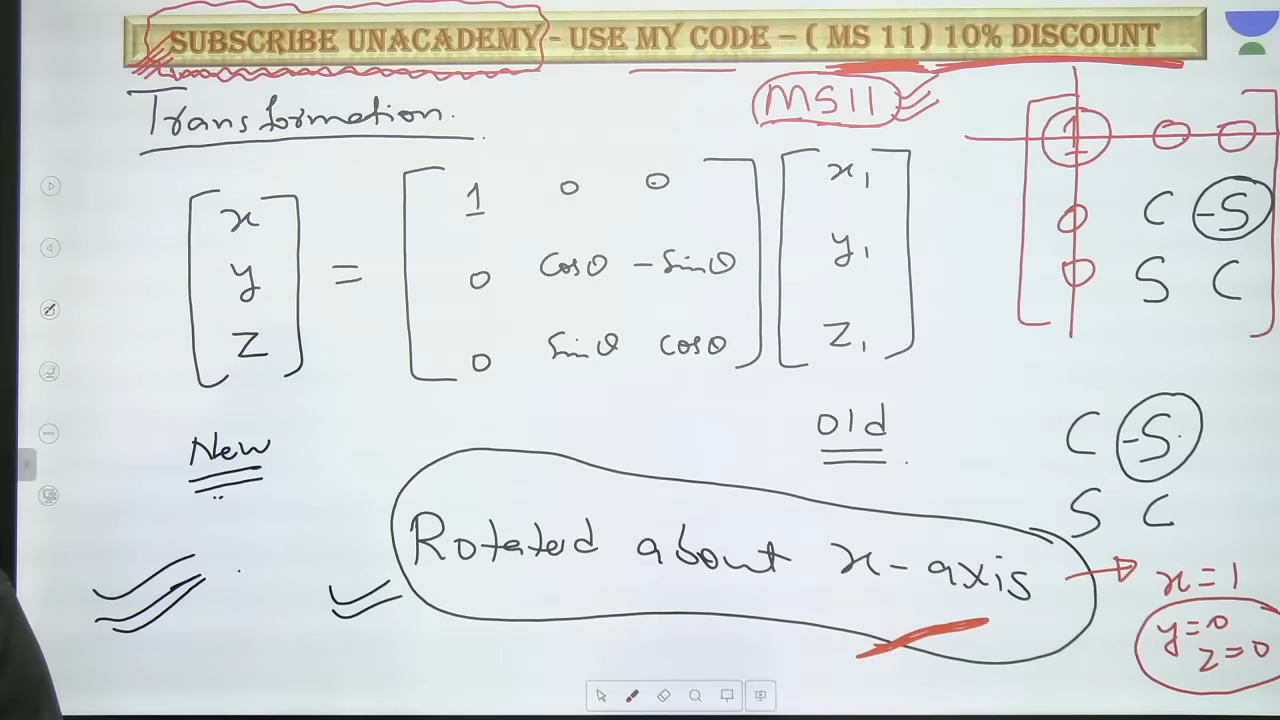 SUBSCRIBE UNACADEMY - USE MY CODE – ( MS 11) 10% DISCOUNT
Transformation.
MS11
[x y z] = [1 0 0
0 cosθ -sinθ
0 sinθ cosθ] [x₁ y₁ z₁]
1 0 0
0 C -S
0 S C
New
Old
C -S
S C
Rotated about x-axis
→ x=1
y=0
z=0